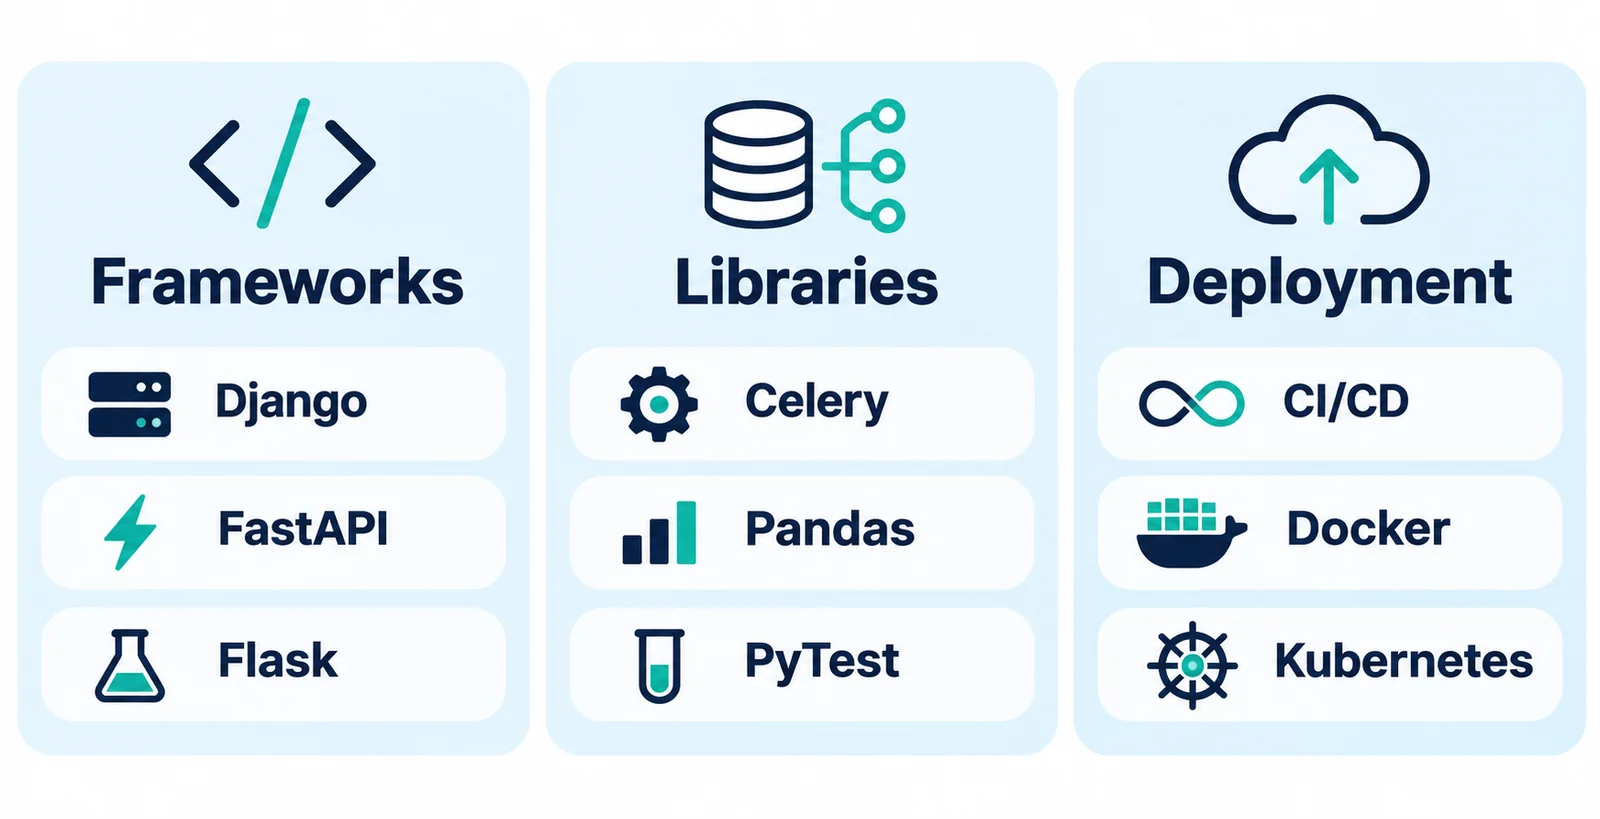 Frameworks
Django
FastAPI
Flask
Libraries
Celery
Pandas
PyTest
Deployment
CI/CD
Docker
Kubernetes